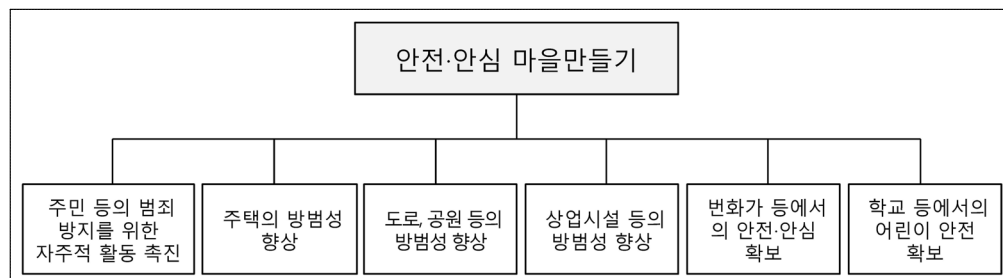 안전·안심 마을만들기
주민 등의 범죄
방지를 위한
자주적 활동 촉진
주택의 방범성
향상
도로, 공원 등의
방범성 향상
상업시설 등의
방범성 향상
번화가 등에서
의 안전·안심
확보
학교 등에서의
어린이 안전
확보